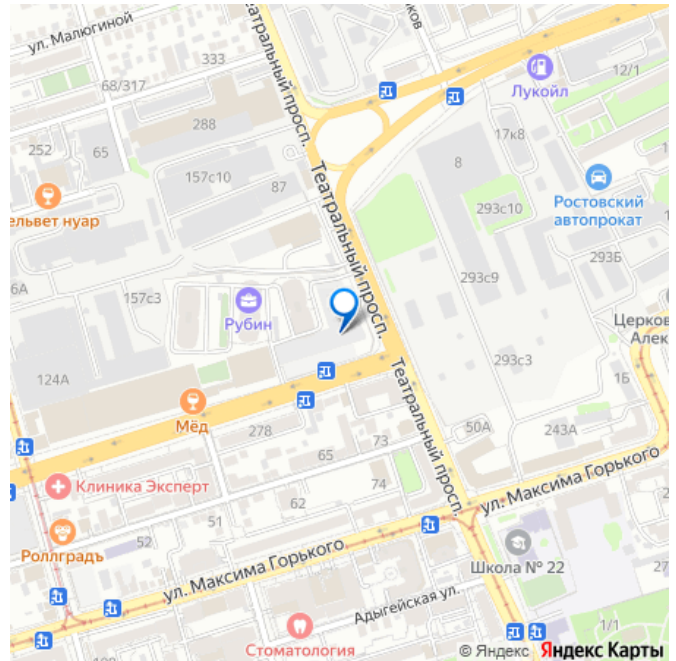 ул. Малюгиной
Театральный просп.
333
12/1
68/317
Лукойл
288
17к8
252
65
157с10
8
87
293с10
Ростовский
автопрокат
Театральный просп.
293Б
293с9
6А
157с3
Рубин
293с3
1Б
124А
Мёд
278
73
50А
243А
Театральный просп.
65
Клиника Эксперт
74
ул. Максима Горького
51
62
Роллградъ
52
ул. Максима Горького
Школа № 22
Адыгейская ул.
Стоматология
1/1
© Яндекс Яндекс Карты